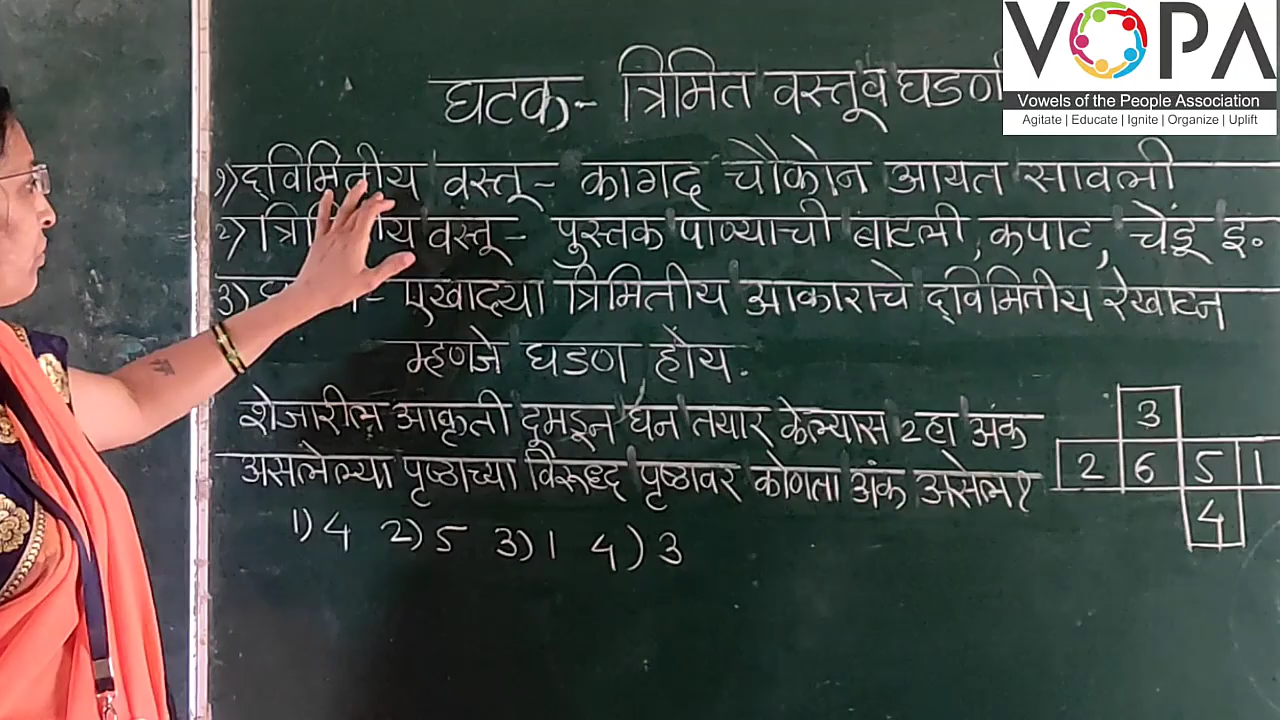 VOPA
Vowels of the People Association
Agitate | Educate | Ignite | Organize | Uplift
घटक- त्रिमित वस्तू व घडण
१) द्विमितीय वस्तू - कागद चौकोन आयत सावली
2) वस्तू - पुस्तक पाण्याची बाटली, कपाट, चेंडू इ.
3) एखाद्या त्रिमितीय आकाराचे द्विमितीय रेखाटन
म्हणजे घडण होय.
शेजारील आकृती दूमडून घन तयार केल्यास 2 हा अंक
असलेल्या पृष्ठाच्या विरूध्द पृष्ठावर कोणता अंक असेल?
1) 4 2) 5 3) 1 4) 3
3
2 6 5 1
4